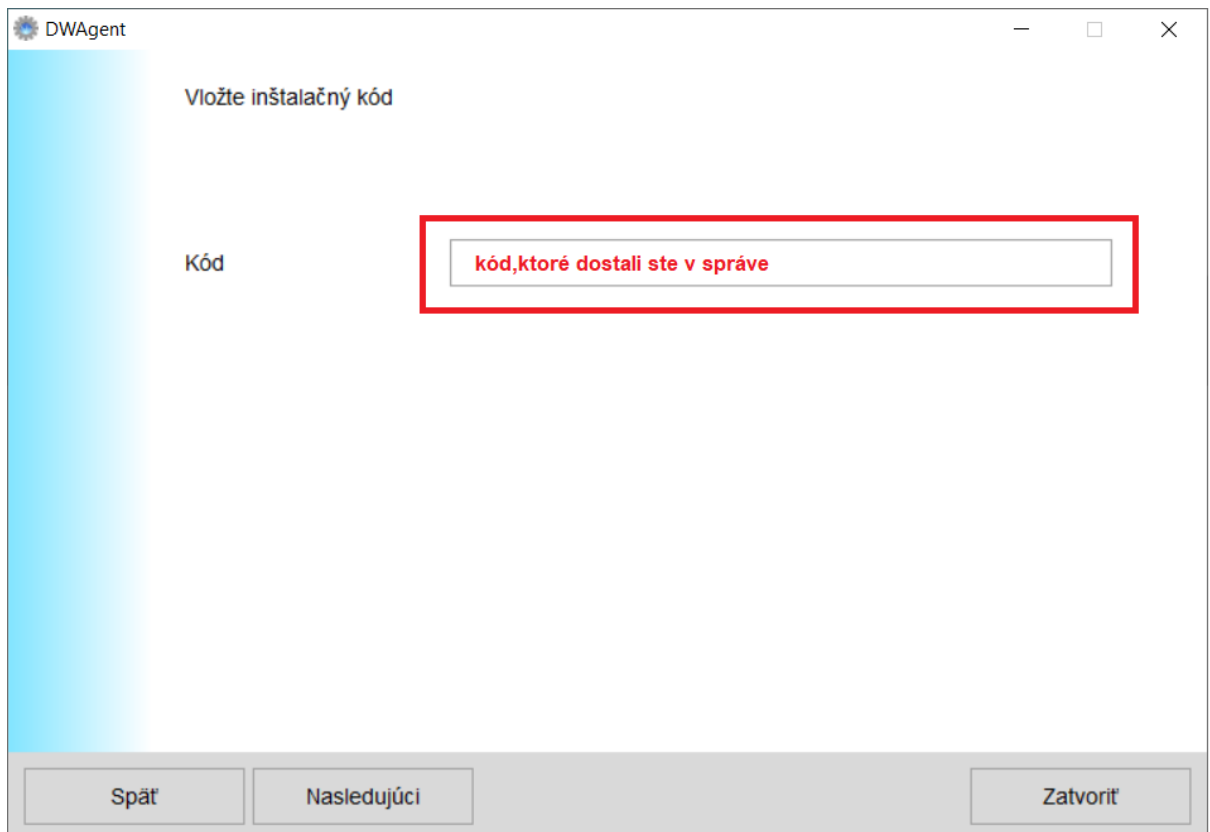 DWAgent
Vložte inštalačný kód
Kód
kód,ktoré dostali ste v správe
Späť
Nasledujúci
Zatvoriť